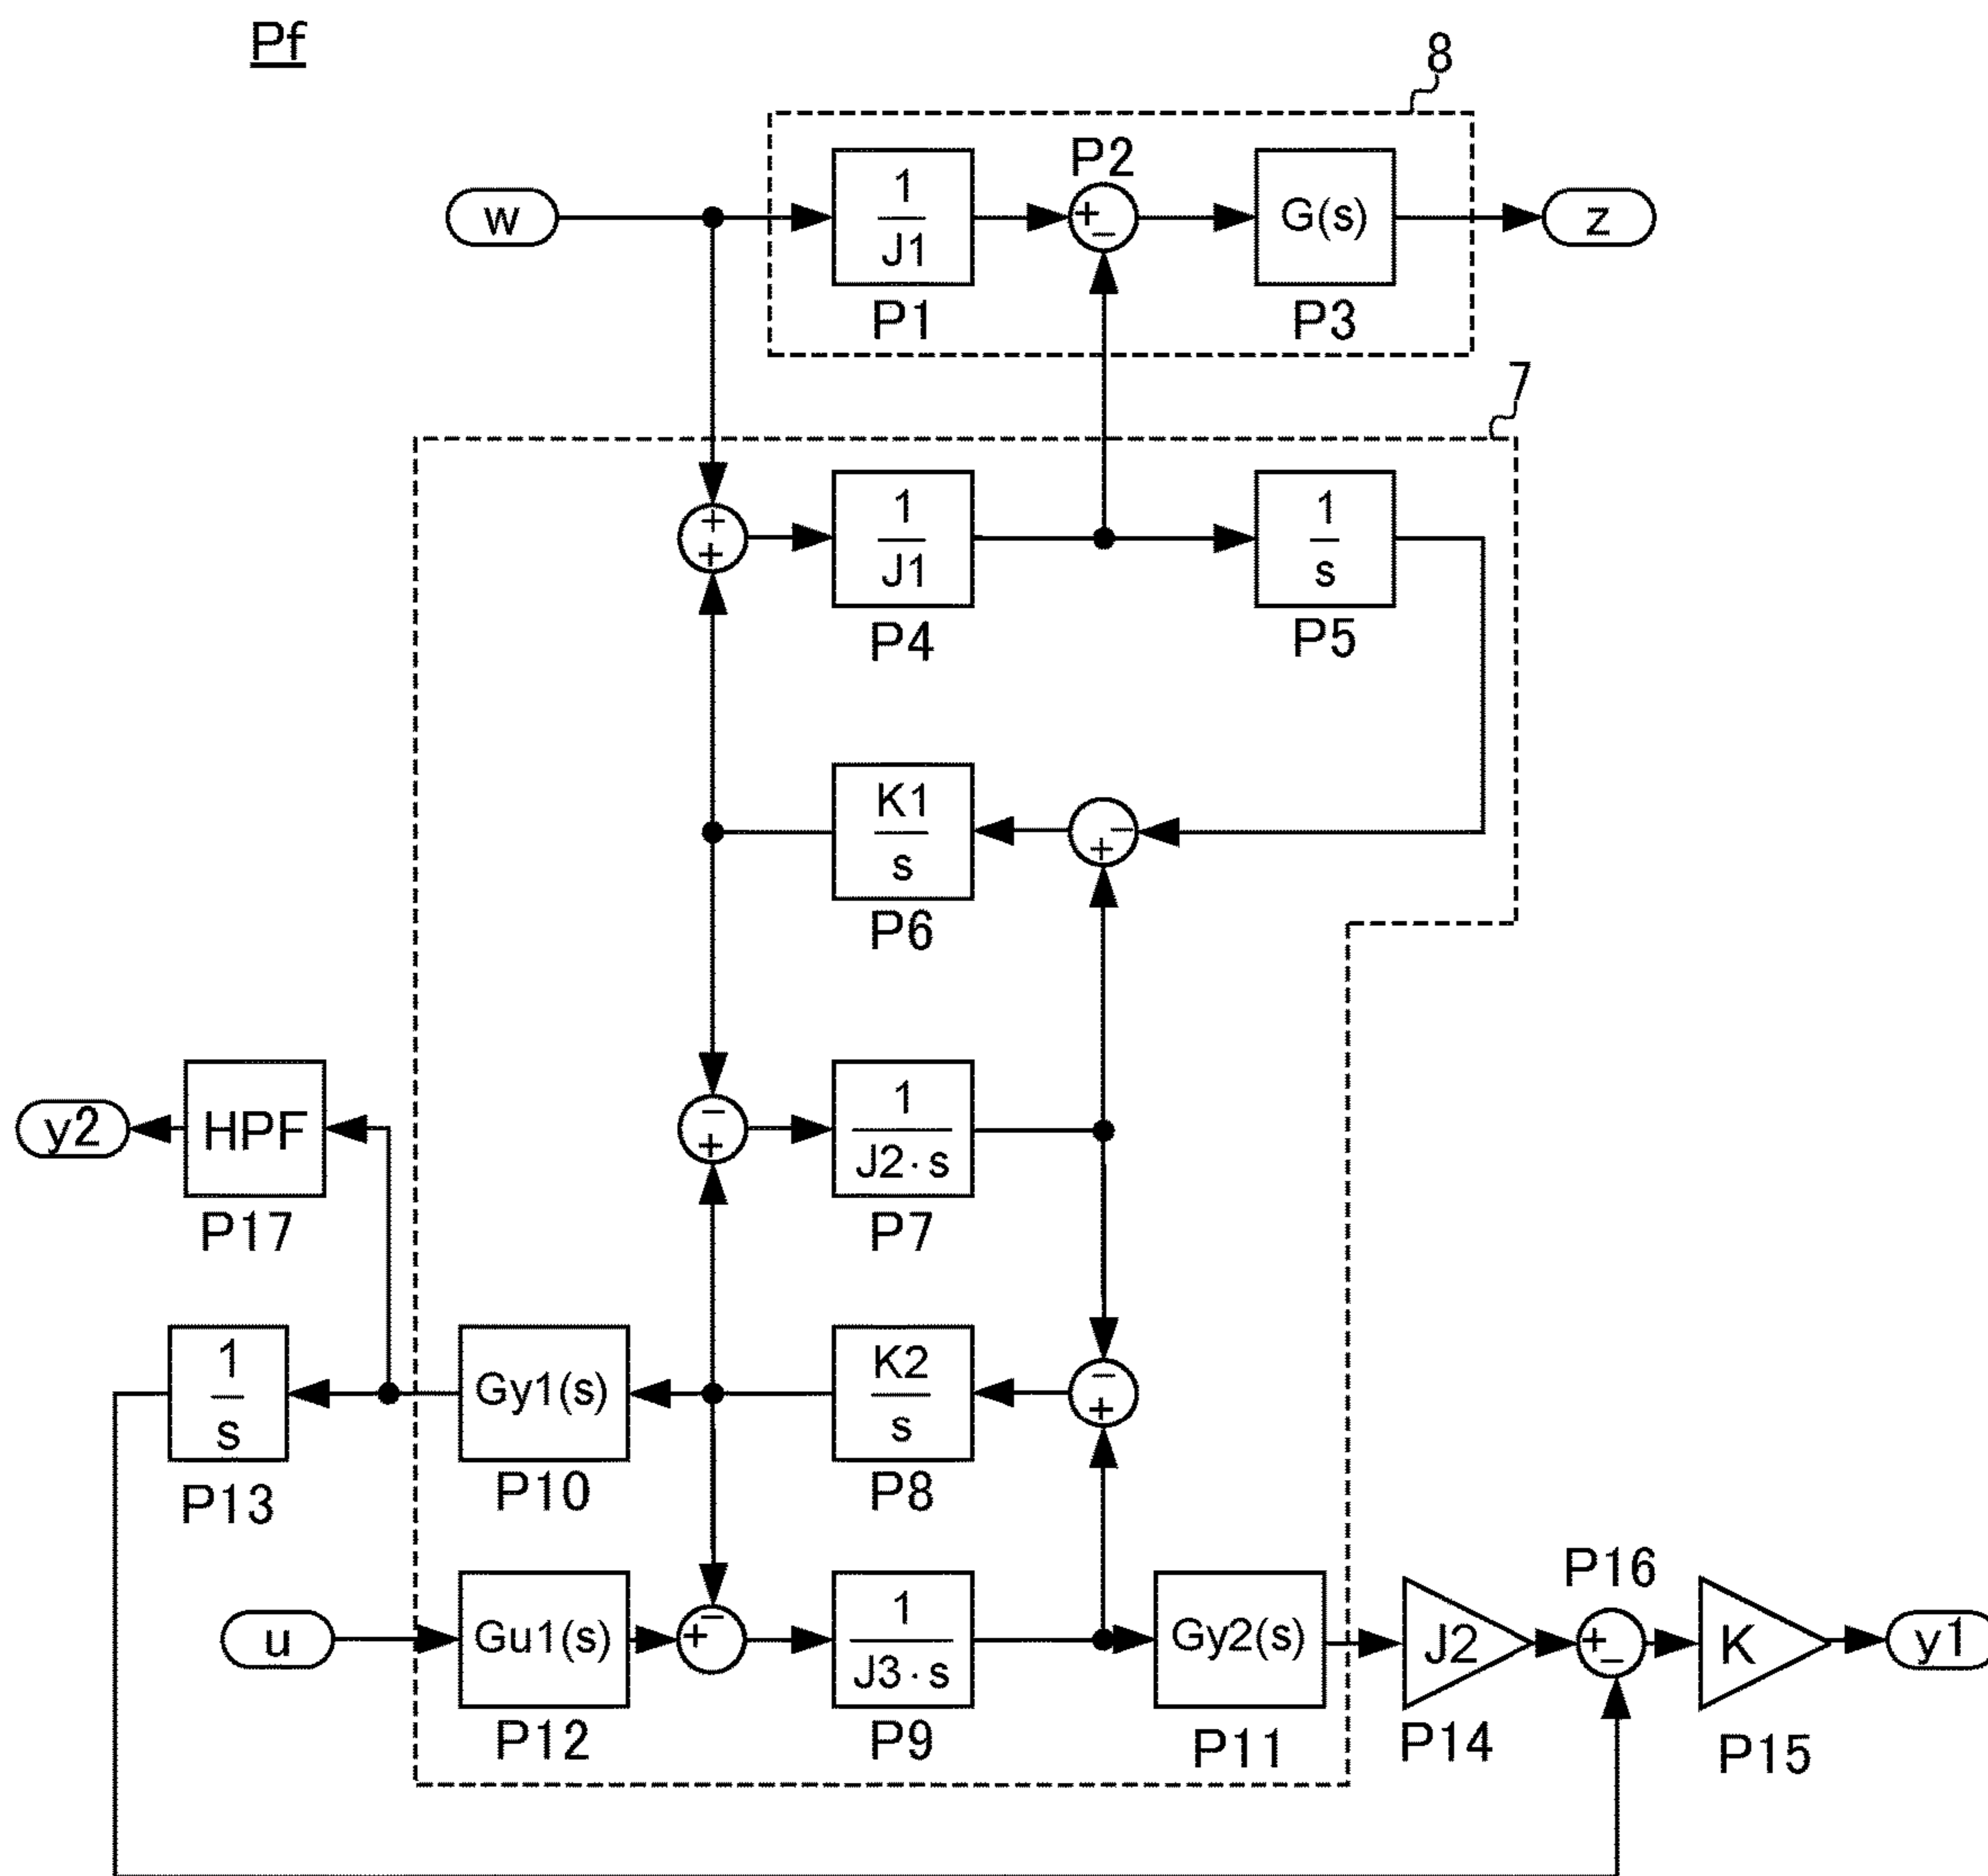 Pf
8
w
1
J1
P1
P2
+
−
G(s)
P3
z
7
+
+
1
J1
P4
1
s
P5
K1
s
P6
−
+
y2
HPF
P17
−
+
1
J2·s
P7
1
s
P13
Gy1(s)
P10
K2
s
P8
−
+
u
Gu1(s)
P12
+
−
1
J3·s
P9
Gy2(s)
P11
J2
P14
P16
+
−
K
P15
y1